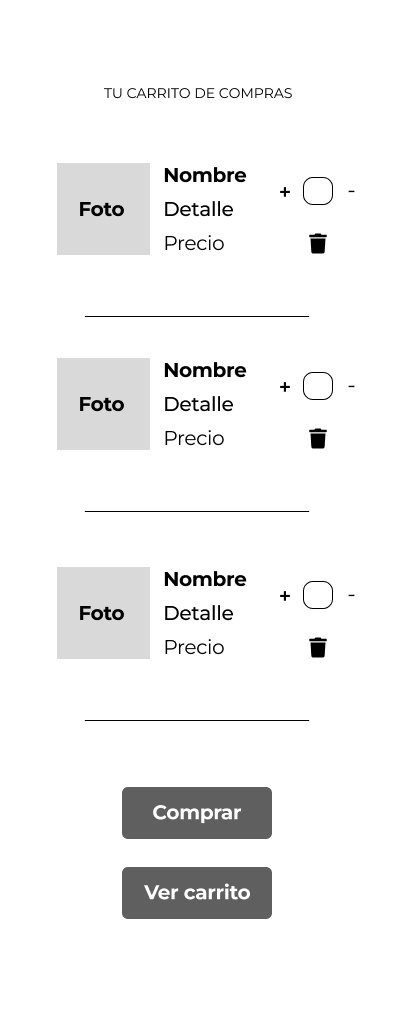 TU CARRITO DE COMPRAS
Foto
Nombre
Detalle
Precio
+ -
Foto
Nombre
Detalle
Precio
+ -
Foto
Nombre
Detalle
Precio
+ -
Comprar
Ver carrito